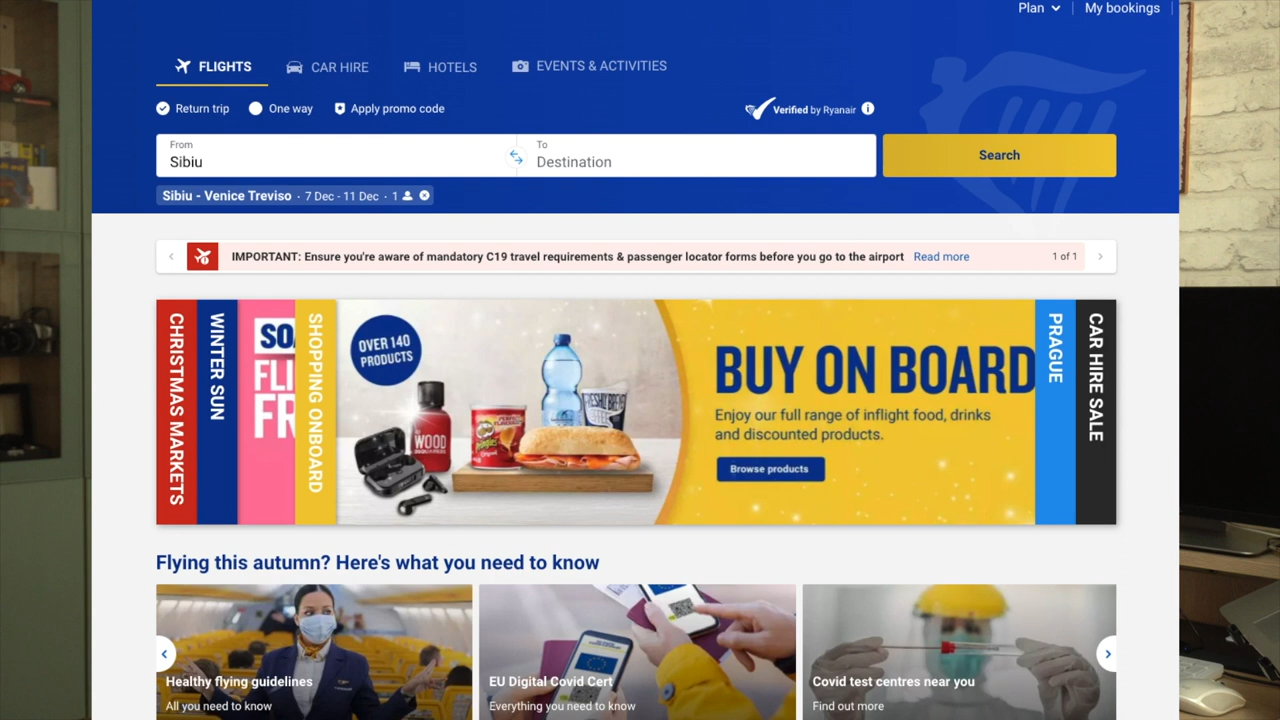 Plan
My bookings
FLIGHTS
CAR HIRE
HOTELS
EVENTS & ACTIVITIES
Return trip
One way
Apply promo code
Verified by Ryanair
From
Sibiu
To
Destination
Search
Sibiu - Venice Treviso · 7 Dec - 11 Dec · 1
IMPORTANT: Ensure you're aware of mandatory C19 travel requirements & passenger locator forms before you go to the airport Read more
1 of 1
CHRISTMAS MARKETS
WINTER SUN
SHOPPING ONBOARD
OVER 140
PRODUCTS
WOOD
Pringles
BUY ON BOARD
Enjoy our full range of inflight food, drinks
and discounted products.
Browse products
PRAGUE
CAR HIRE SALE
Flying this autumn? Here's what you need to know
Healthy flying guidelines
All you need to know
EU Digital Covid Cert
Everything you need to know
Covid test centres near you
Find out more